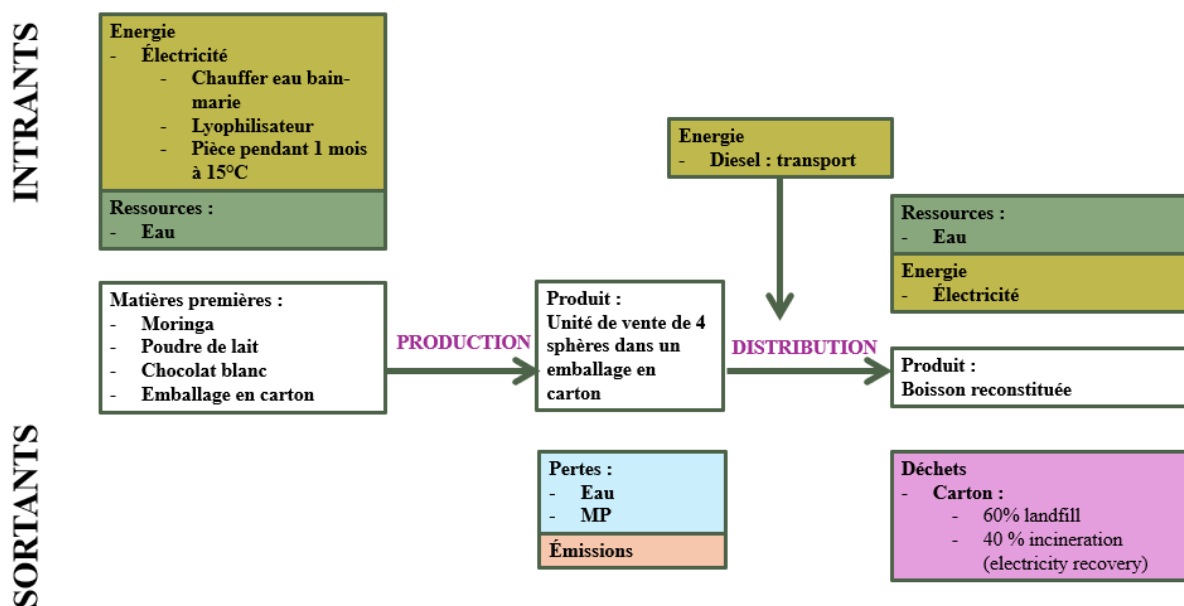 INTRANTS
Energie
- Électricité
- Chauffer eau bain-
marie
- Lyophilisateur
- Pièce pendant 1 mois
à 15°C
Ressources :
- Eau
Energie
- Diesel : transport
Ressources :
- Eau
Energie
- Électricité
Matières premières :
- Moringa
- Poudre de lait
- Chocolat blanc
- Emballage en carton
PRODUCTION
Produit :
Unité de vente de 4
sphères dans un
emballage en
carton
DISTRIBUTION
Produit :
Boisson reconstituée
SORTANTS
Pertes :
- Eau
- MP
Émissions
Déchets
- Carton :
- 60% landfill
- 40 % incineration
(electricity recovery)